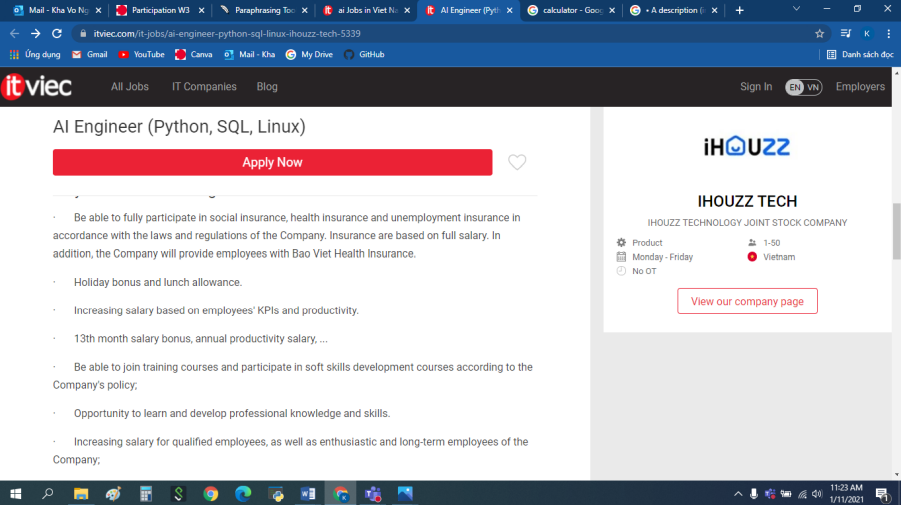 Mail - Kha Vo Ng
Participation W3
Paraphrasing Too
ai Jobs in Viet Na
AI Engineer (Pyth
calculator - Goog
• A description (i
itviec.com/it-jobs/ai-engineer-python-sql-linux-ihouzz-tech-5339
K
Ứng dụng
Gmail
YouTube
Canva
Mail - Kha
My Drive
GitHub
Danh sách đọc
it viec
All Jobs
IT Companies
Blog
Sign In
EN VN
Employers
AI Engineer (Python, SQL, Linux)
Apply Now
· Be able to fully participate in social insurance, health insurance and unemployment insurance in
accordance with the laws and regulations of the Company. Insurance are based on full salary. In
addition, the Company will provide employees with Bao Viet Health Insurance.
· Holiday bonus and lunch allowance.
· Increasing salary based on employees' KPIs and productivity.
· 13th month salary bonus, annual productivity salary, ...
· Be able to join training courses and participate in soft skills development courses according to the
Company's policy;
· Opportunity to learn and develop professional knowledge and skills.
· Increasing salary for qualified employees, as well as enthusiastic and long-term employees of the
Company;
iHOUZZ
IHOUZZ TECH
IHOUZZ TECHNOLOGY JOINT STOCK COMPANY
Product
1-50
Monday - Friday
Vietnam
No OT
View our company page
11:23 AM
1/11/2021
1